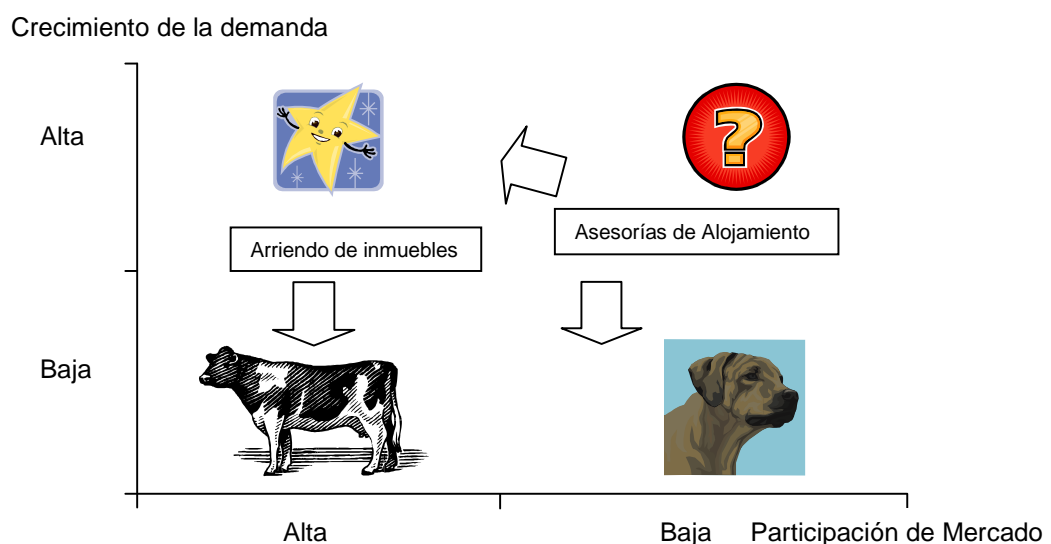 Crecimiento de la demanda
Alta
?
Asesorías de Alojamiento
Arriendo de inmuebles
Baja
Alta
Baja
Participación de Mercado